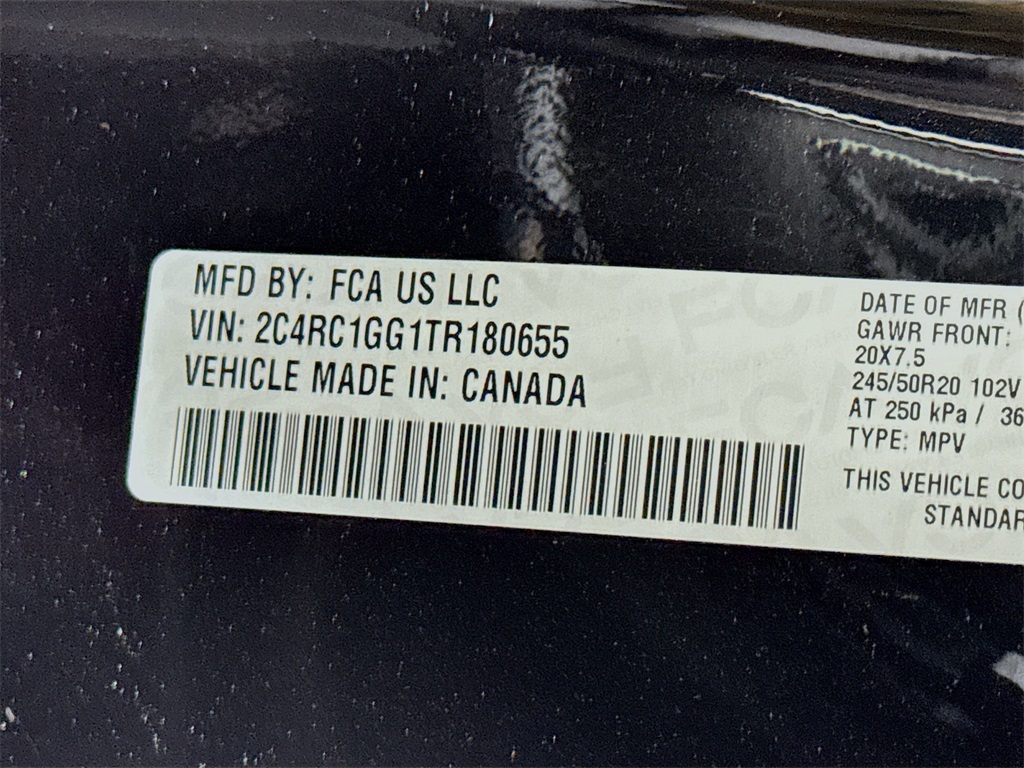 MFD BY: FCA US LLC
VIN: 2C4RC1GG1TR180655
VEHICLE MADE IN: CANADA
DATE OF MFR (
GAWR FRONT:
20X7.5
245/50R20 102V
AT 250 kPa / 36
TYPE: MPV
THIS VEHICLE CO
STANDAR